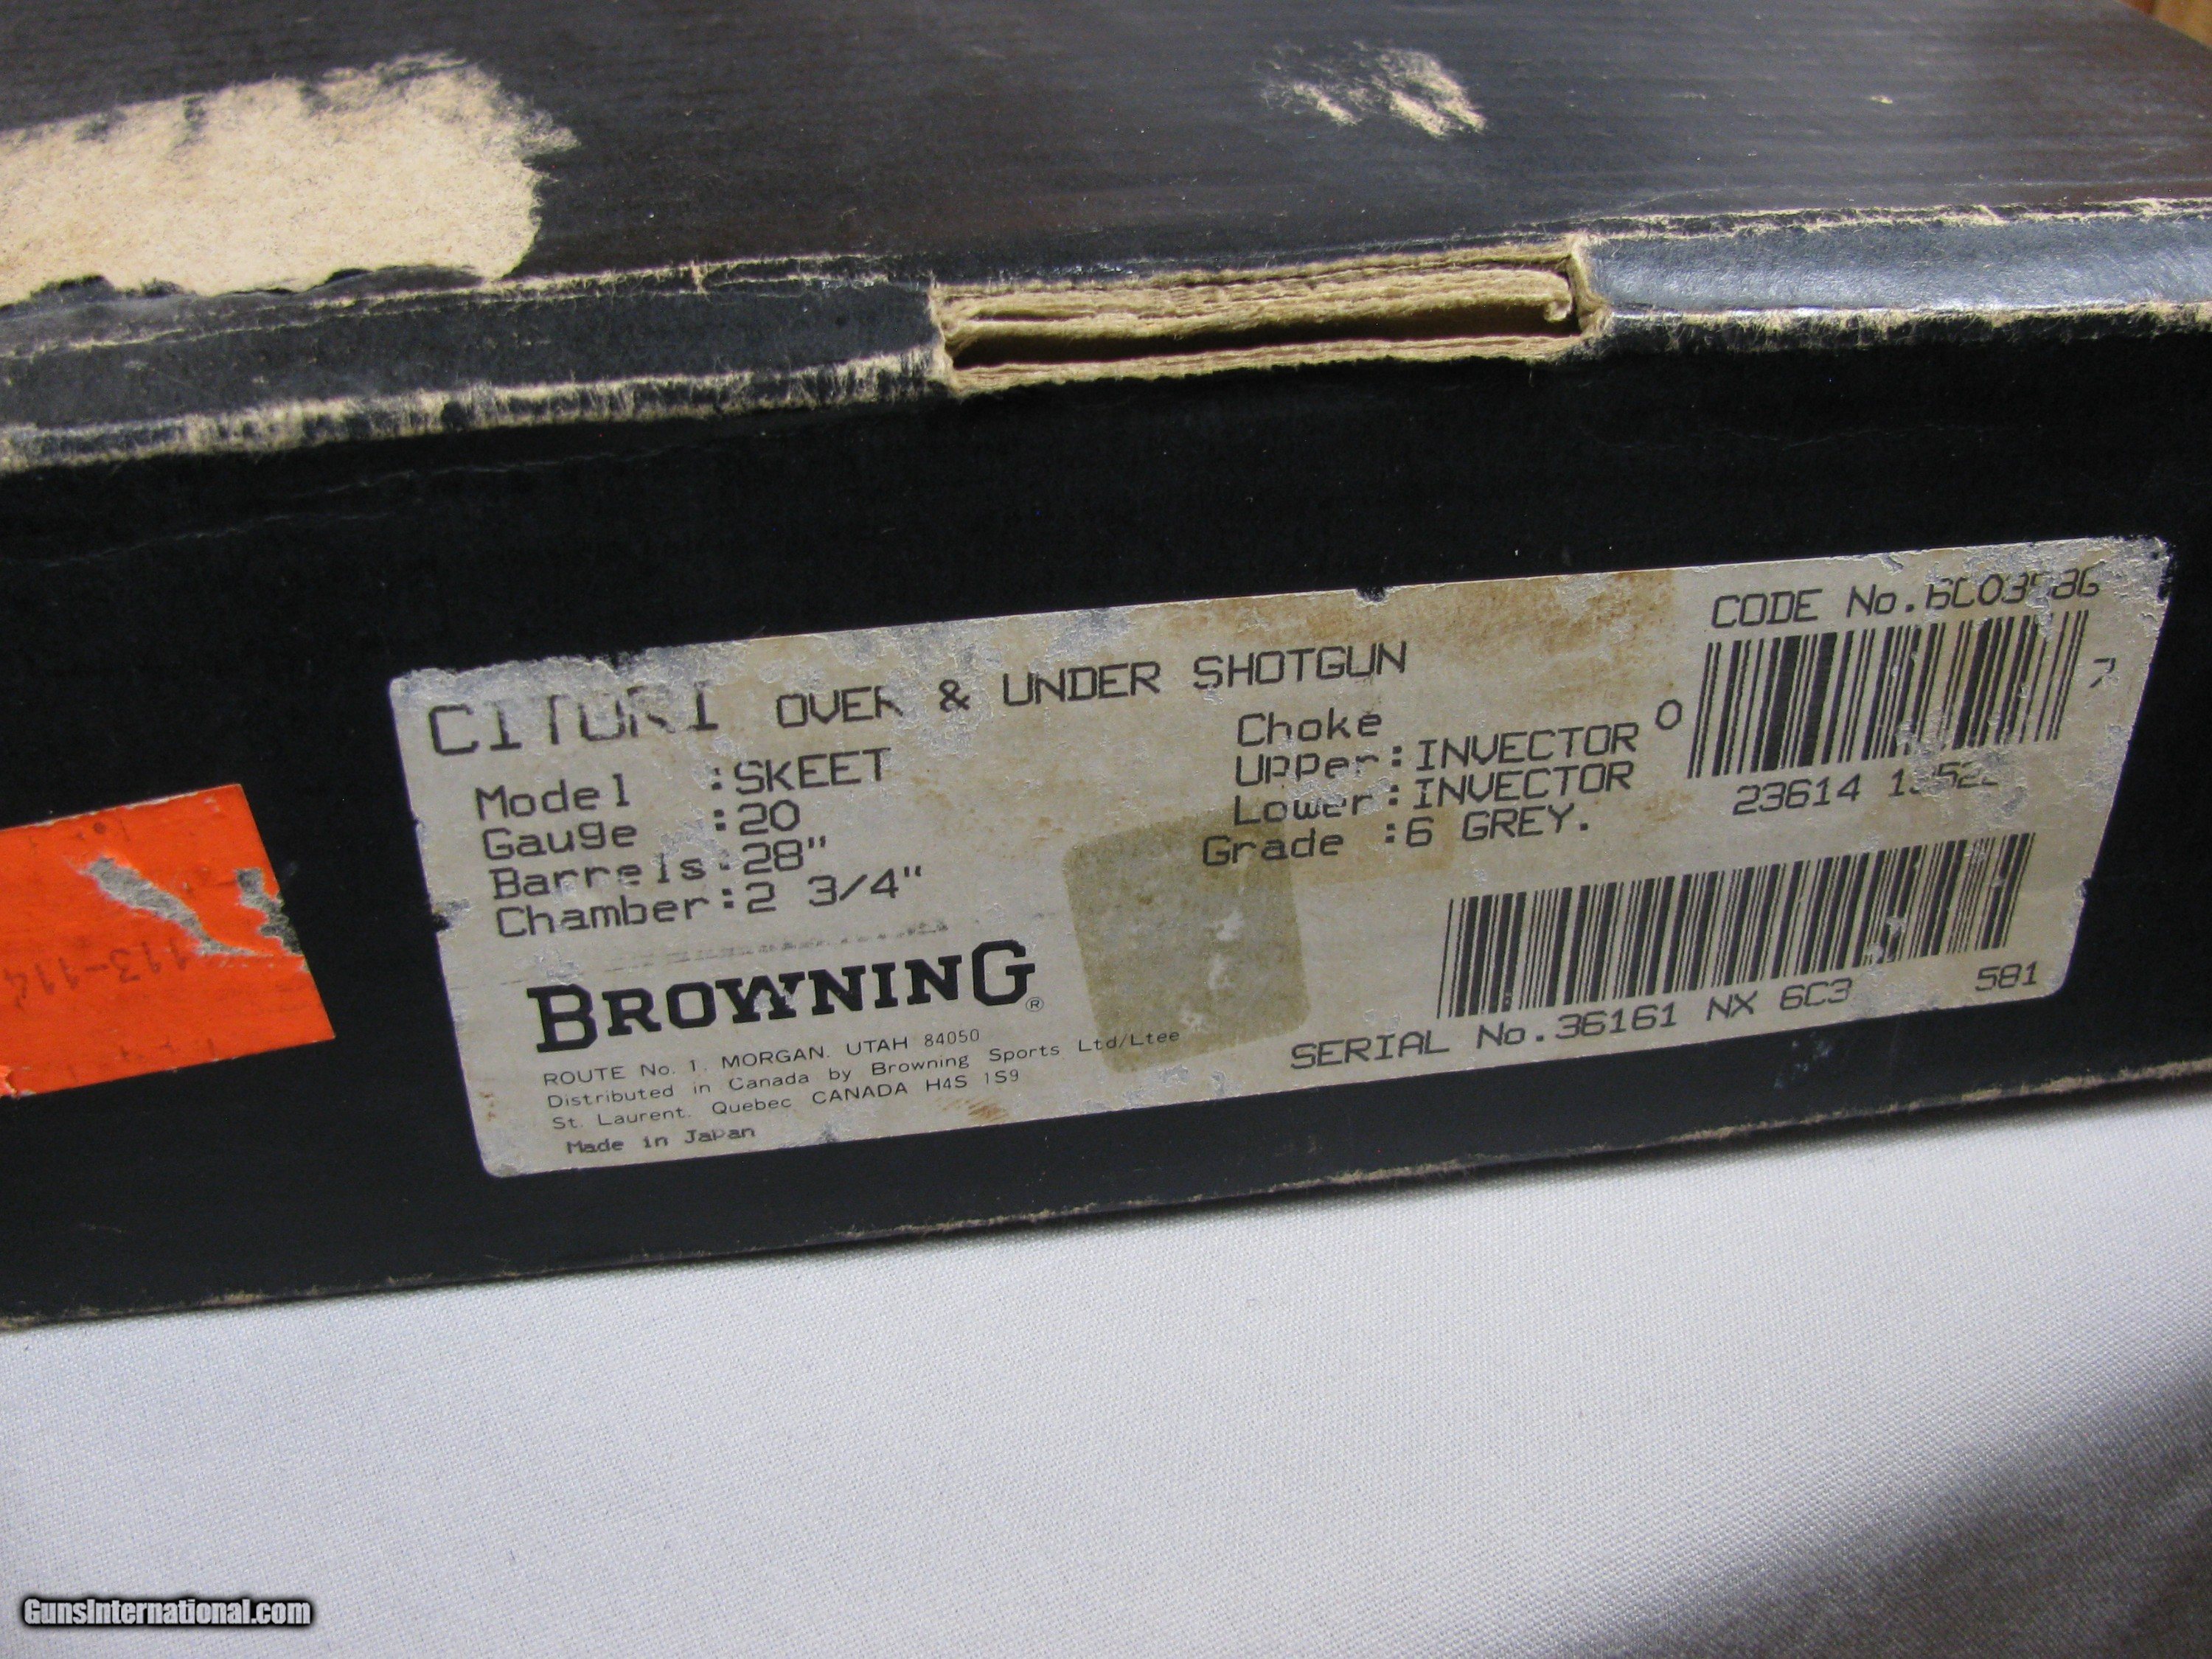 CITORI OVER & UNDER SHOTGUN
Model :SKEET
Gauge :20
Barrels:28"
Chamber:2 3/4"
Choke
Upper:INVECTOR
Lower:INVECTOR
Grade :6 GREY.
CODE No.
0
7
23614
SERIAL No.36161 NX 6C3
581
BROWNING®
ROUTE No. 1, MORGAN, UTAH 84050
Distributed in Canada by Browning Sports Ltd/Ltee
St. Laurent, Quebec CANADA H4S 1S9
Made in Japan
113-114
GunsInternational.com